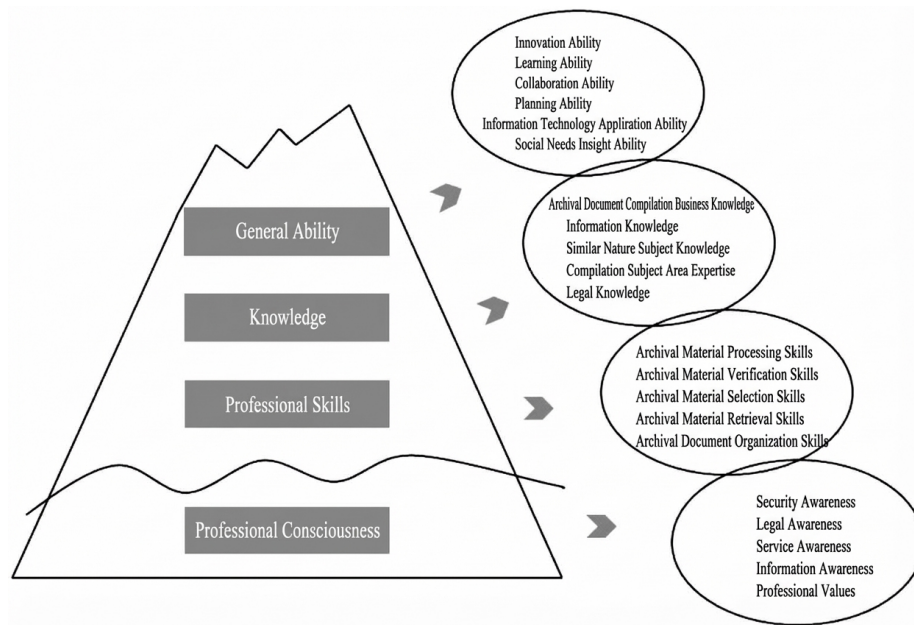 Innovation Ability
Learning Ability
Collaboration Ability
Planning Ability
Information Technology Appliration Ability
Social Needs Insight Ability
General Ability
Archival Document Compilation Business Knowledge
Information Knowledge
Similar Nature Subject Knowledge
Compilation Subject Area Expertise
Legal Knowledge
Knowledge
Archival Material Processing Skills
Archival Material Verification Skills
Archival Material Selection Skills
Archival Material Retrieval Skills
Archival Document Organization Skills
Professional Skills
Security Awareness
Legal Awareness
Service Awareness
Information Awareness
Professional Values
Professional Consciousness